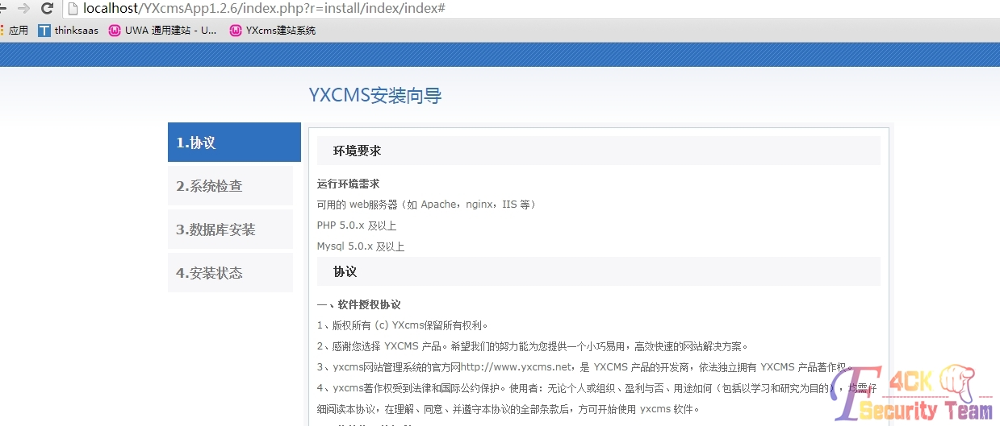 localhost/YXcmsApp1.2.6/index.php?r=install/index/index#
应用 thinksaas UWA 通用建站 - U... YXcms建站系统
YXCMS安装向导
1.协议
2.系统检查
3.数据库安装
4.安装状态
环境要求
运行环境需求
可用的 web服务器（如 Apache，nginx，IIS 等）
PHP 5.0.x 及以上
Mysql 5.0.x 及以上
协议
一、软件授权协议
1、版权所有 (c) YXcms保留所有权利。
2、感谢您选择 YXCMS 产品。希望我们的努力能为您提供一个小巧易用，高效快速的网站解决方案。
3、yxcms网站管理系统的官方网http://www.yxcms.net，是 YXCMS 产品的开发商，依法独立拥有 YXCMS 产品著作权。
4、yxcms著作权受到法律和国际公约保护。使用者：无论个人或组织、盈利与否、用途如何（包括以学习和研究为目的），均需仔
细阅读本协议，在理解、同意、并遵守本协议的全部条款后，方可开始使用 yxcms 软件。
F4CK
Security Team